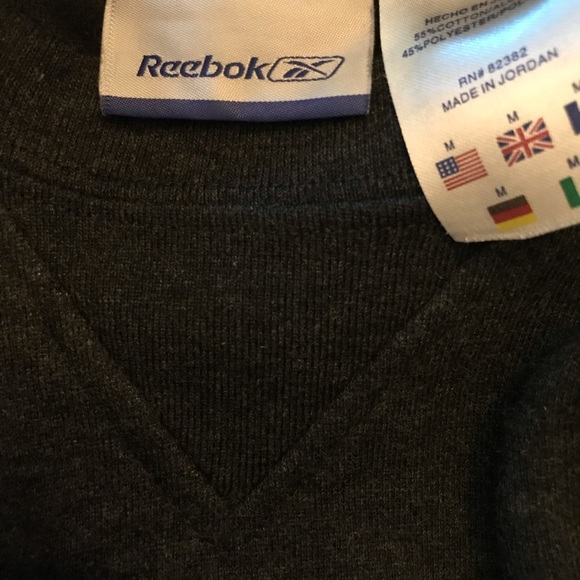 Reebok
HECHO EN
55%COTTON/
45%POLYESTER/
RN# 82382
MADE IN JORDAN
M
M
M